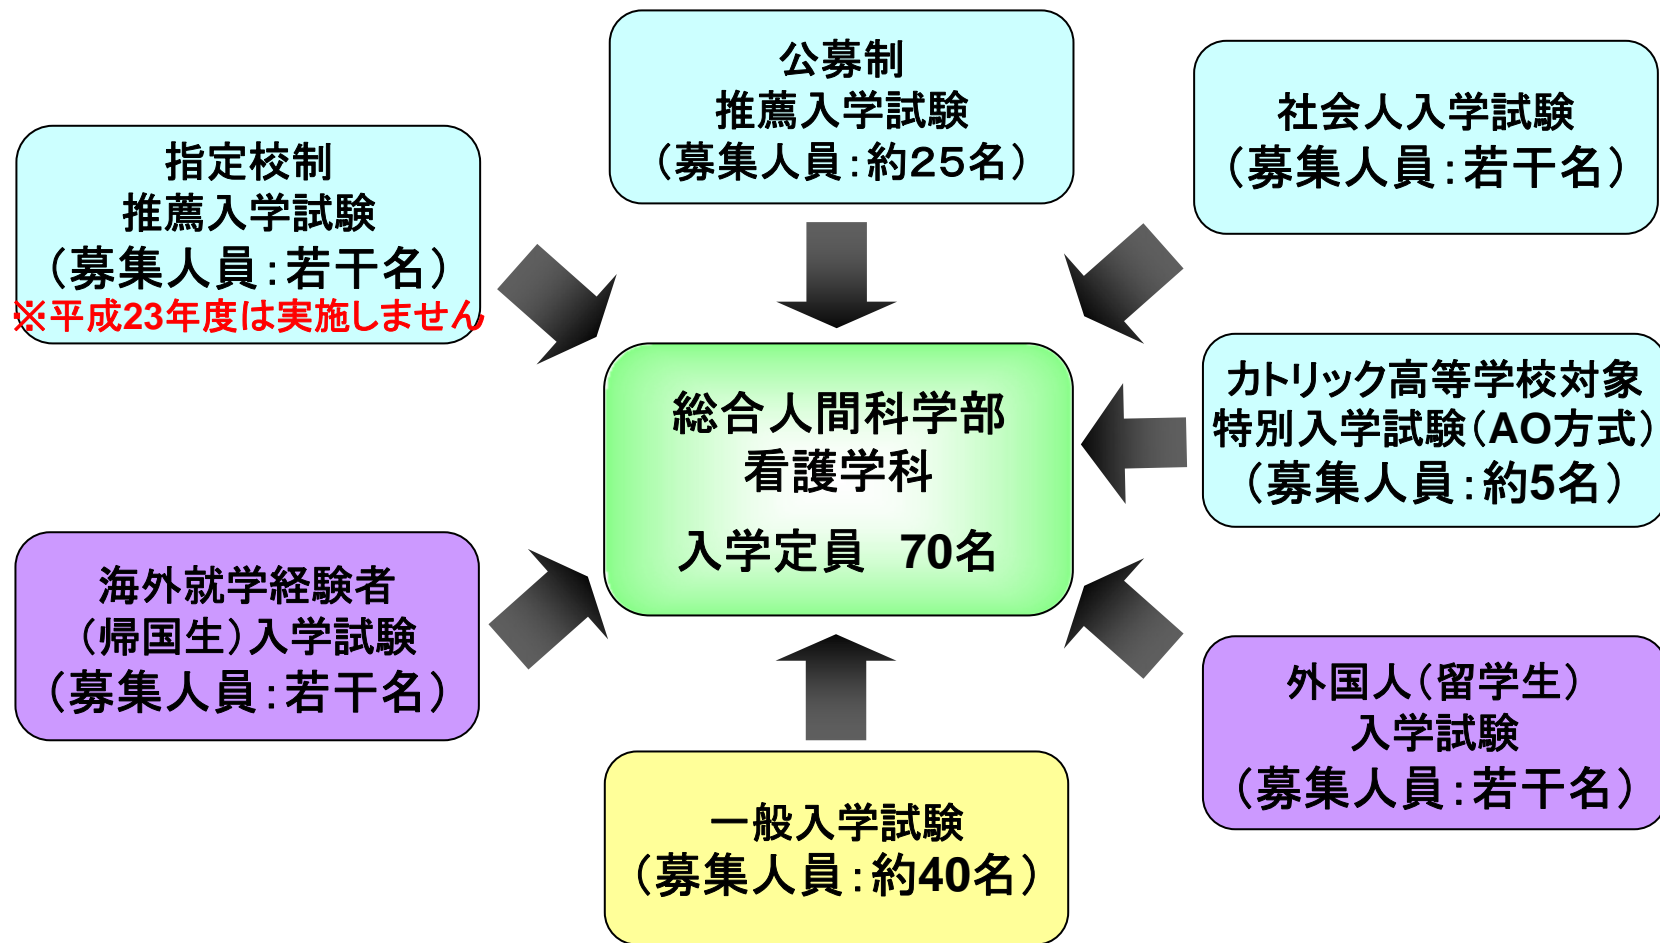 公募制
推薦入学試験
（募集人員：約２５名）
社会人入学試験
（募集人員：若干名）
指定校制
推薦入学試験
（募集人員：若干名）
※平成23年度は実施しません
総合人間科学部
看護学科
入学定員　70名
カトリック高等学校対象
特別入学試験（AO方式）
（募集人員：約5名）
海外就学経験者
（帰国生）入学試験
（募集人員：若干名）
外国人（留学生）
入学試験
（募集人員：若干名）
一般入学試験
（募集人員：約40名）